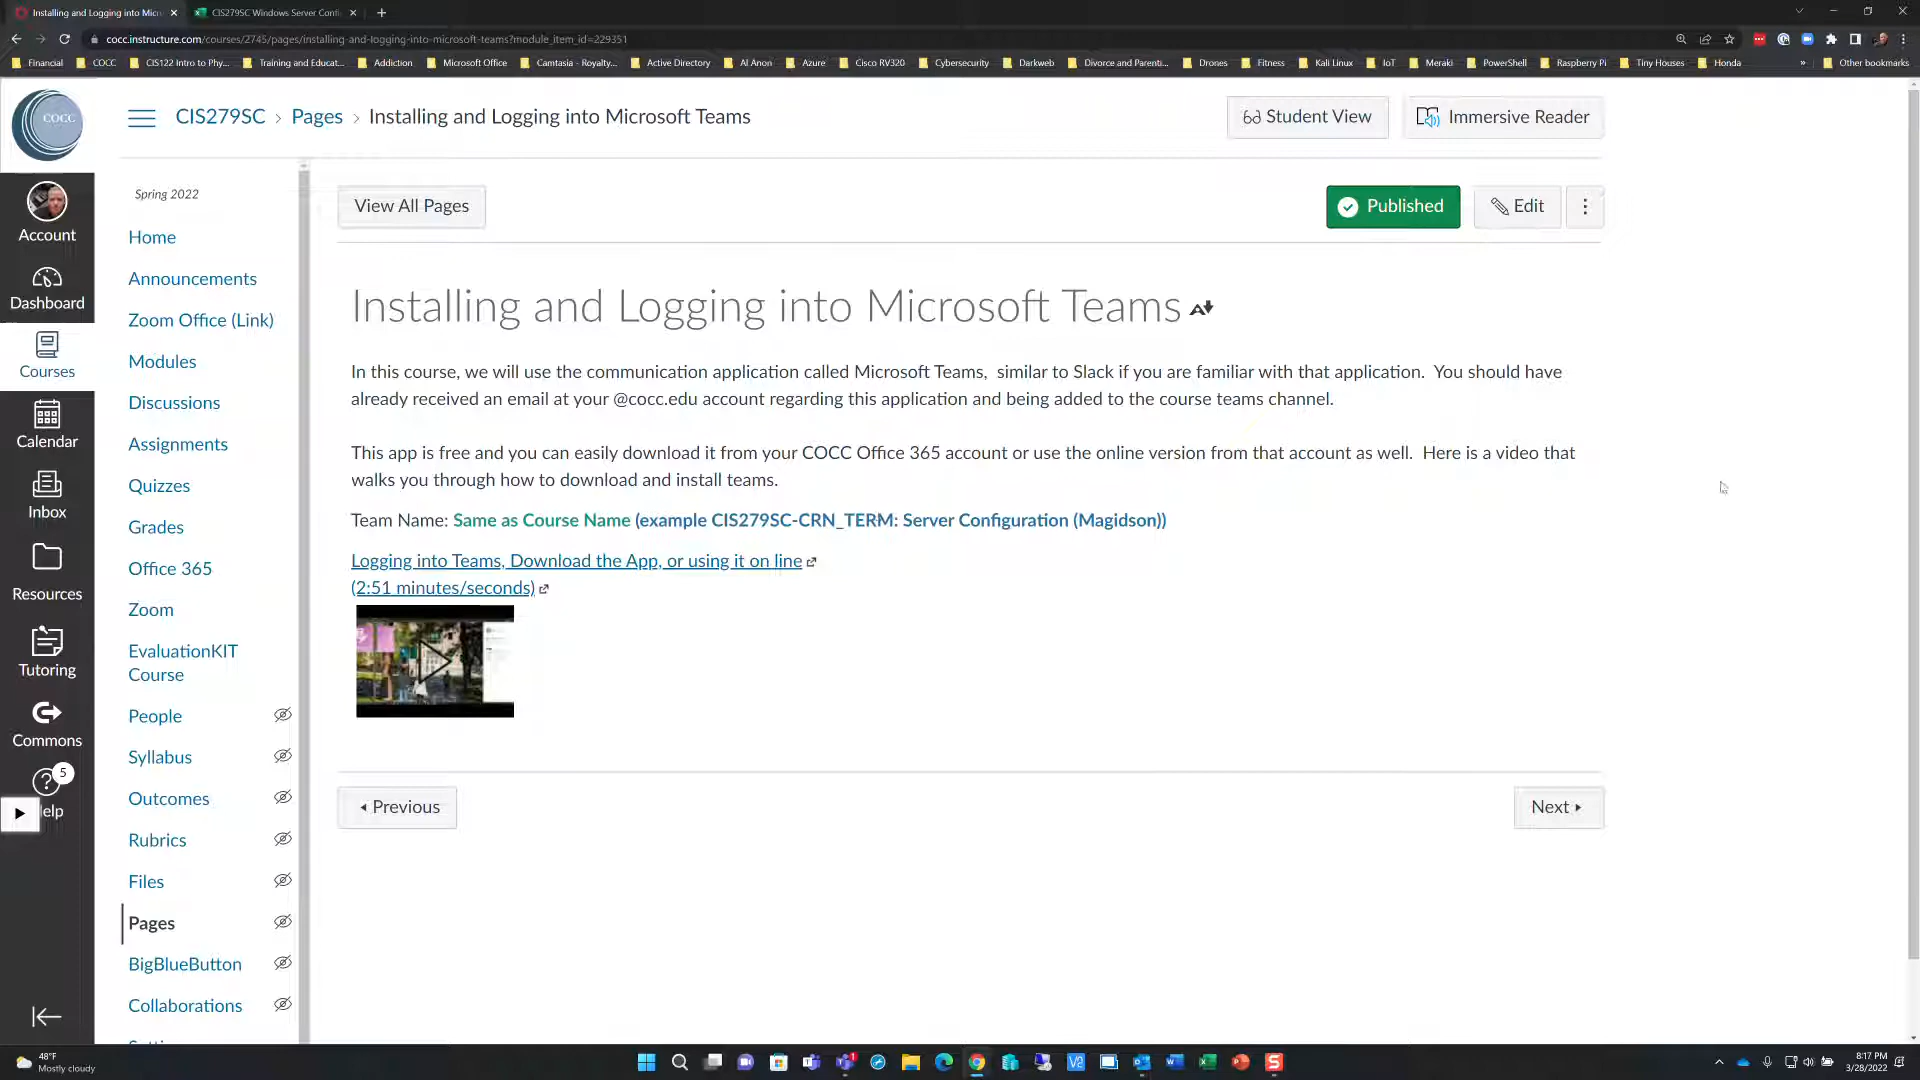 Installing and Logging into Micr
CIS279SC Windows Server Confi
cocc.instructure.com/courses/2745/pages/installing-and-logging-into-microsoft-teams?module_item_id=229351
Financial COCC CIS122 Intro to Phy... Training and Educat... Addiction Microsoft Office Camtasia - Royalty... Active Directory Al Anon Azure Cisco RV320 Cybersecurity Darkweb Divorce and Parenti... Drones Fitness Kali Linux IoT Meraki PowerShell Raspberry Pi Tiny Houses Honda » Other bookmarks
COCC
CIS279SC › Pages › Installing and Logging into Microsoft Teams
Student View
Immersive Reader
Account
Dashboard
Courses
Calendar
Inbox
Resources
Tutoring
Commons
5
elp
Spring 2022
Home
Announcements
Zoom Office (Link)
Modules
Discussions
Assignments
Quizzes
Grades
Office 365
Zoom
EvaluationKIT
Course
People
Syllabus
Outcomes
Rubrics
Files
Pages
BigBlueButton
Collaborations
View All Pages
Published
Edit
Installing and Logging into Microsoft Teams
In this course, we will use the communication application called Microsoft Teams, similar to Slack if you are familiar with that application. You should have
already received an email at your @cocc.edu account regarding this application and being added to the course teams channel.
This app is free and you can easily download it from your COCC Office 365 account or use the online version from that account as well. Here is a video that
walks you through how to download and install teams.
Team Name: Same as Course Name (example CIS279SC-CRN_TERM: Server Configuration (Magidson))
Logging into Teams, Download the App, or using it on line
(2:51 minutes/seconds)
Previous
Next
48°F
Mostly cloudy
8:17 PM
3/28/2022